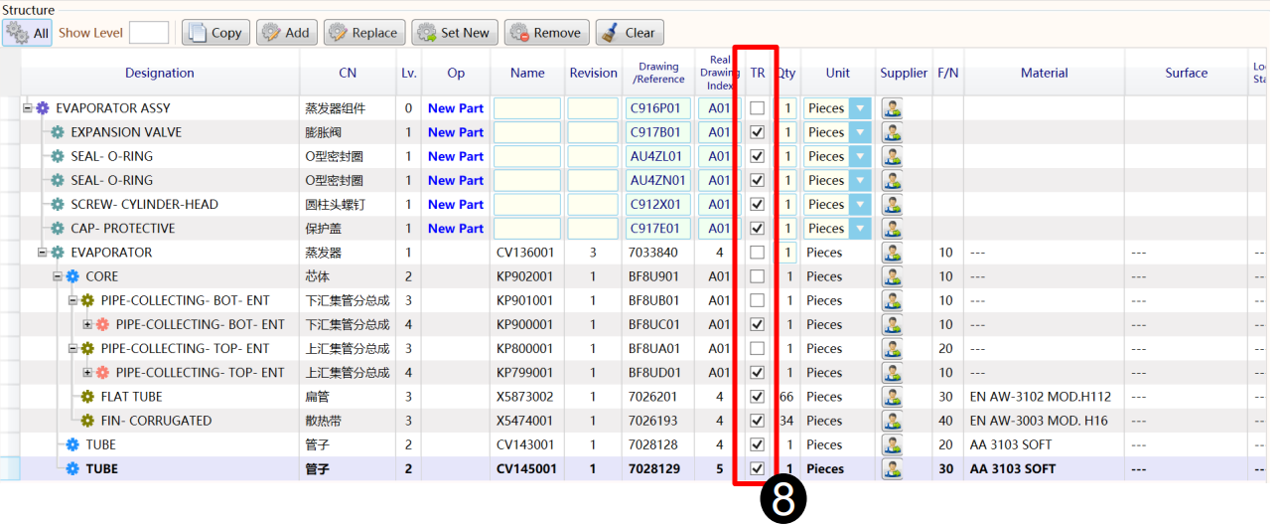 Structure
All Show Level Copy Add Replace Set New Remove Clear
Designation CN Lv. Op Name Revision Drawing /Reference Real Drawing Index TR Qty Unit Supplier F/N Material Surface
EVAPORATOR ASSY 蒸发器组件 0 New Part C916P01 A01 1 Pieces
EXPANSION VALVE 膨胀阀 1 New Part C917B01 A01 1 Pieces
SEAL- O-RING O型密封圈 1 New Part AU4ZL01 A01 1 Pieces
SEAL- O-RING O型密封圈 1 New Part AU4ZN01 A01 1 Pieces
SCREW- CYLINDER-HEAD 圆柱头螺钉 1 New Part C912X01 A01 1 Pieces
CAP- PROTECTIVE 保护盖 1 New Part C917E01 A01 1 Pieces
EVAPORATOR 蒸发器 1 CV136001 3 7033840 4 1 Pieces 10 --- --- --
CORE 芯体 2 KP902001 1 BF8U901 A01 1 Pieces 10 --- --- --
PIPE-COLLECTING- BOT- ENT 下汇集管分总成 3 KP901001 1 BF8UB01 A01 1 Pieces 10 --- --- --
PIPE-COLLECTING- BOT- ENT 下汇集管分总成 4 KP900001 1 BF8UC01 A01 1 Pieces 10 --- --- --
PIPE-COLLECTING- TOP- ENT 上汇集管分总成 3 KP800001 1 BF8UA01 A01 1 Pieces 20 --- --- --
PIPE-COLLECTING- TOP- ENT 上汇集管分总成 4 KP799001 1 BF8UD01 A01 1 Pieces 10 --- --- --
FLAT TUBE 扁管 3 X5873002 1 7026201 4 66 Pieces 30 EN AW-3102 MOD.H112 --- --
FIN- CORRUGATED 散热带 3 X5474001 1 7026193 4 34 Pieces 40 EN AW-3003 MOD. H16 --- --
TUBE 管子 2 CV143001 1 7028128 4 1 Pieces 20 AA 3103 SOFT --- --
TUBE 管子 2 CV145001 1 7028129 5 1 Pieces 30 AA 3103 SOFT --- --
8